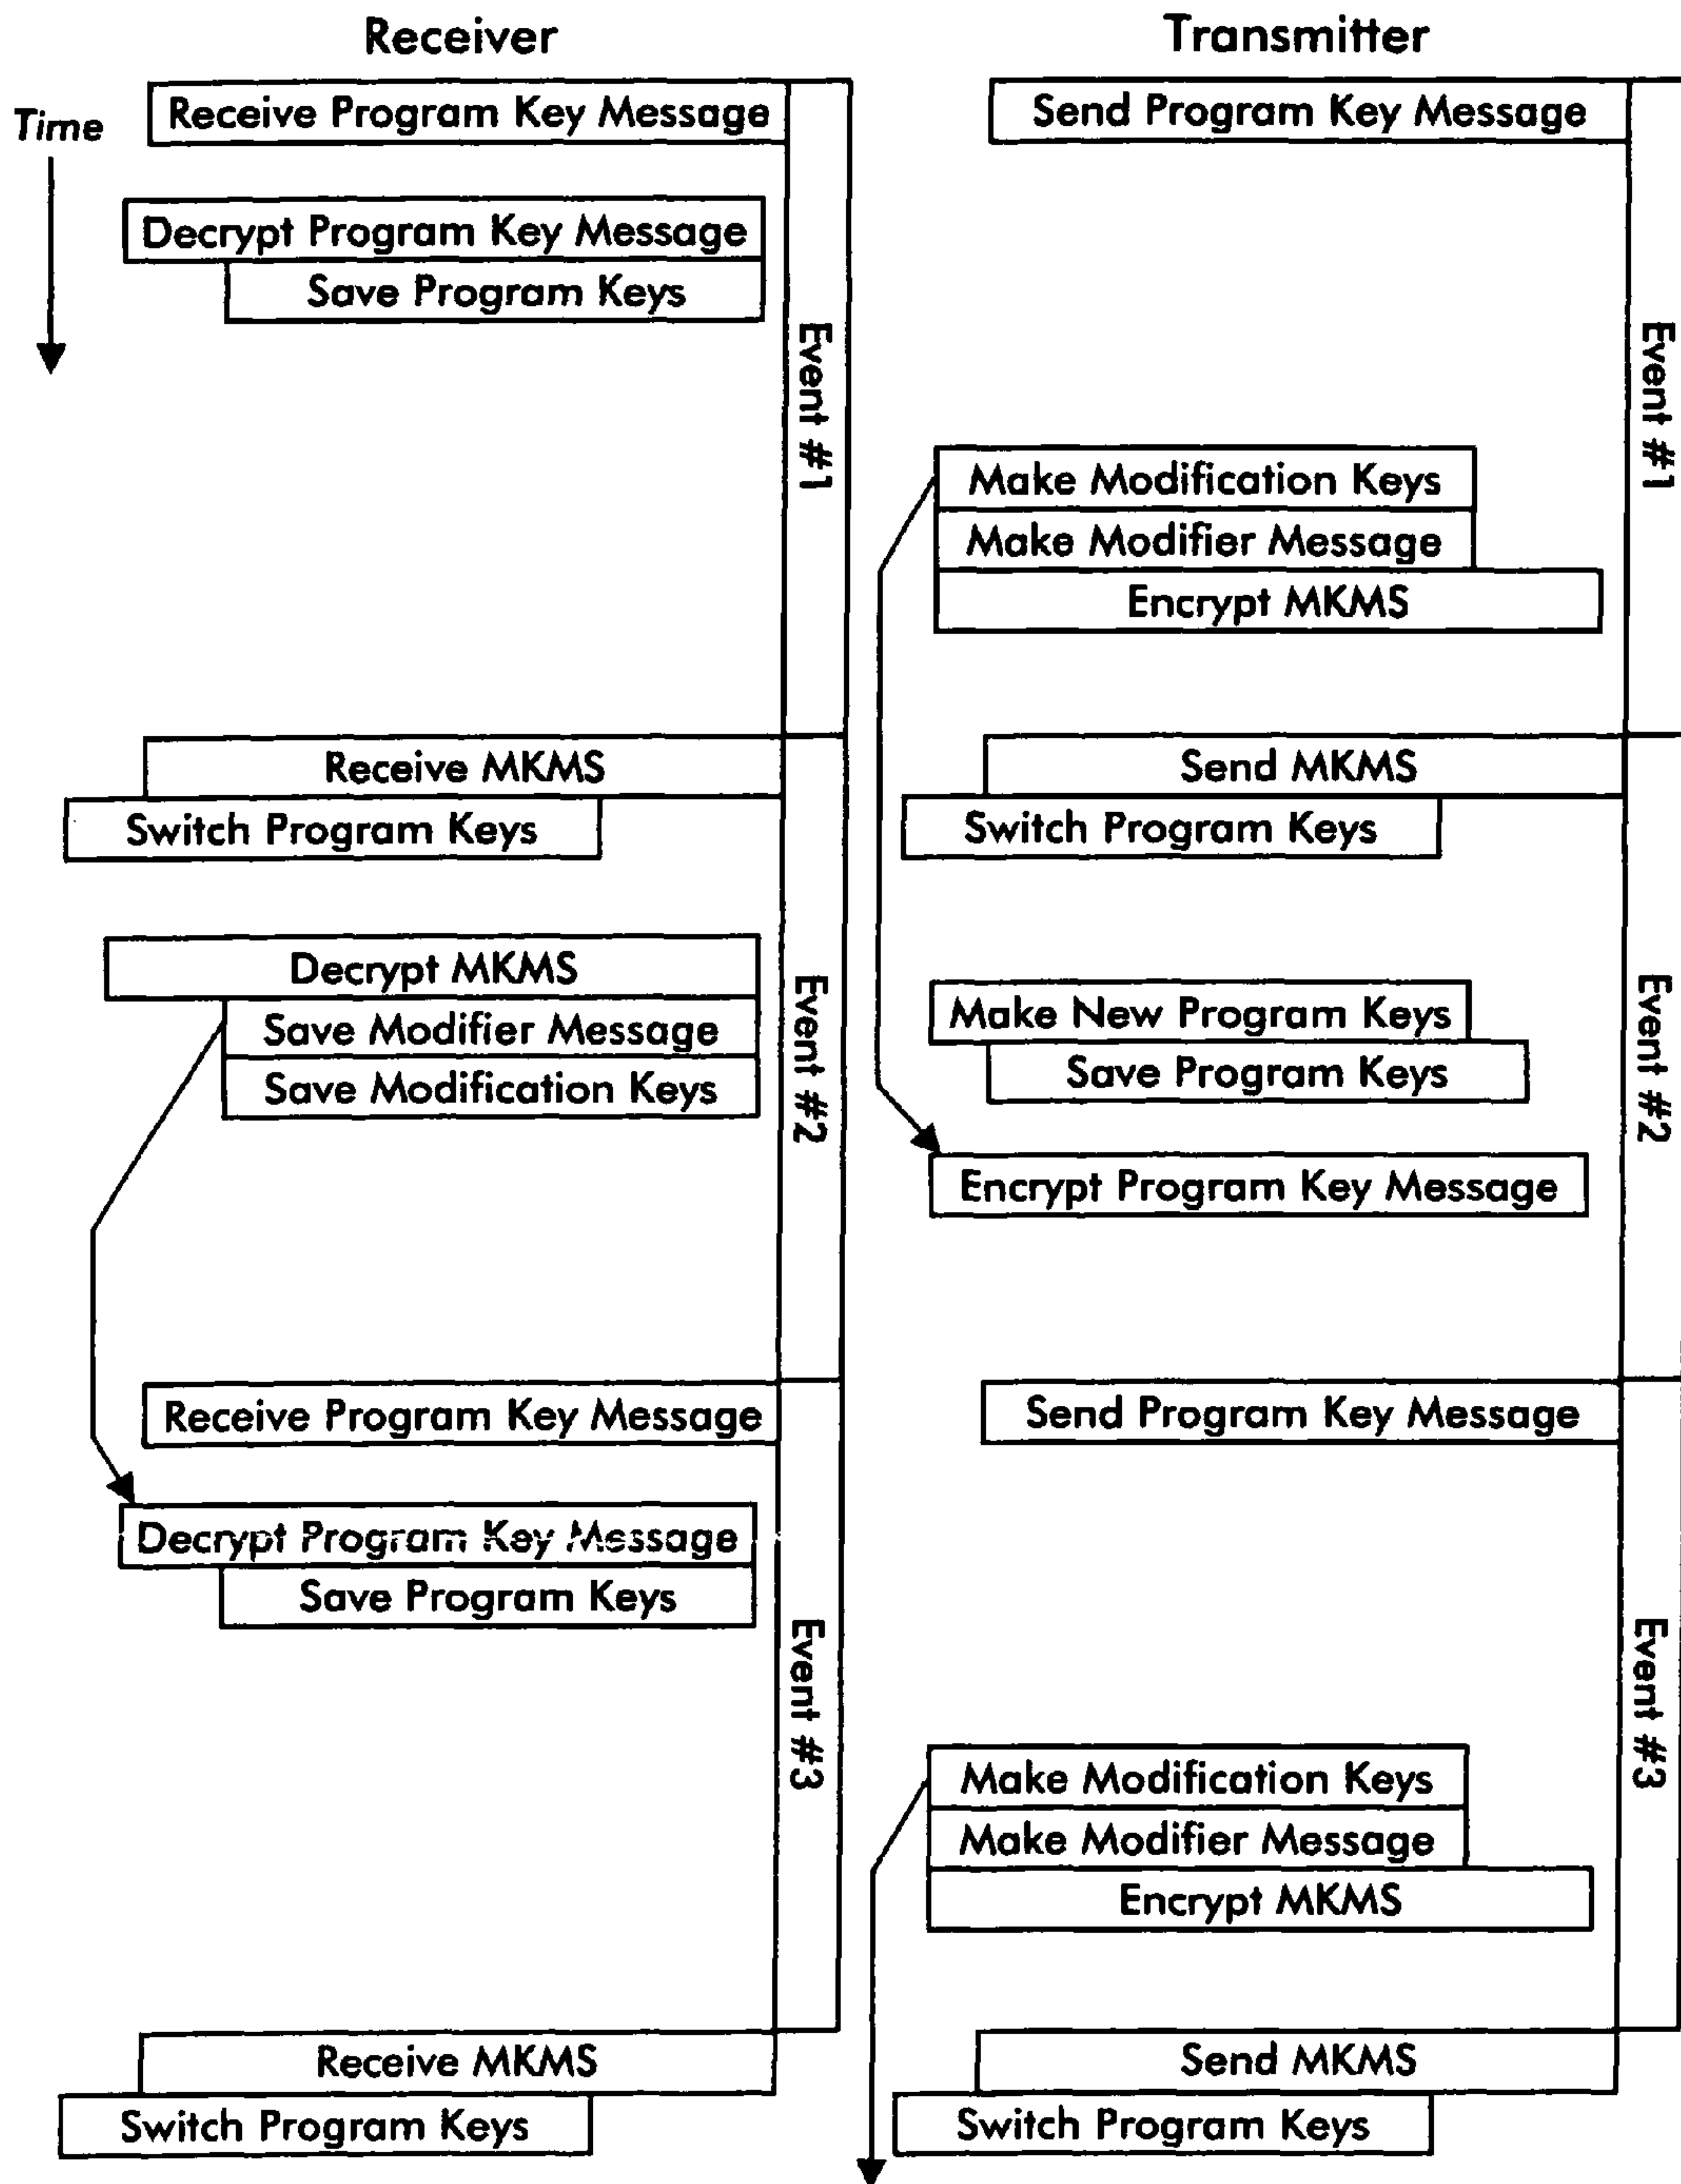 Receiver
Transmitter
Time
Receive Program Key Message
Decrypt Program Key Message
Save Program Keys
Event #1
Receive MKMS
Switch Program Keys
Decrypt MKMS
Save Modifier Message
Save Modification Keys
Event #2
Receive Program Key Message
Decrypt Program Key Message
Save Program Keys
Event #3
Receive MKMS
Switch Program Keys
Send Program Key Message
Event #1
Make Modification Keys
Make Modifier Message
Encrypt MKMS
Send MKMS
Switch Program Keys
Make New Program Keys
Save Program Keys
Event #2
Encrypt Program Key Message
Send Program Key Message
Event #3
Make Modification Keys
Make Modifier Message
Encrypt MKMS
Send MKMS
Switch Program Keys